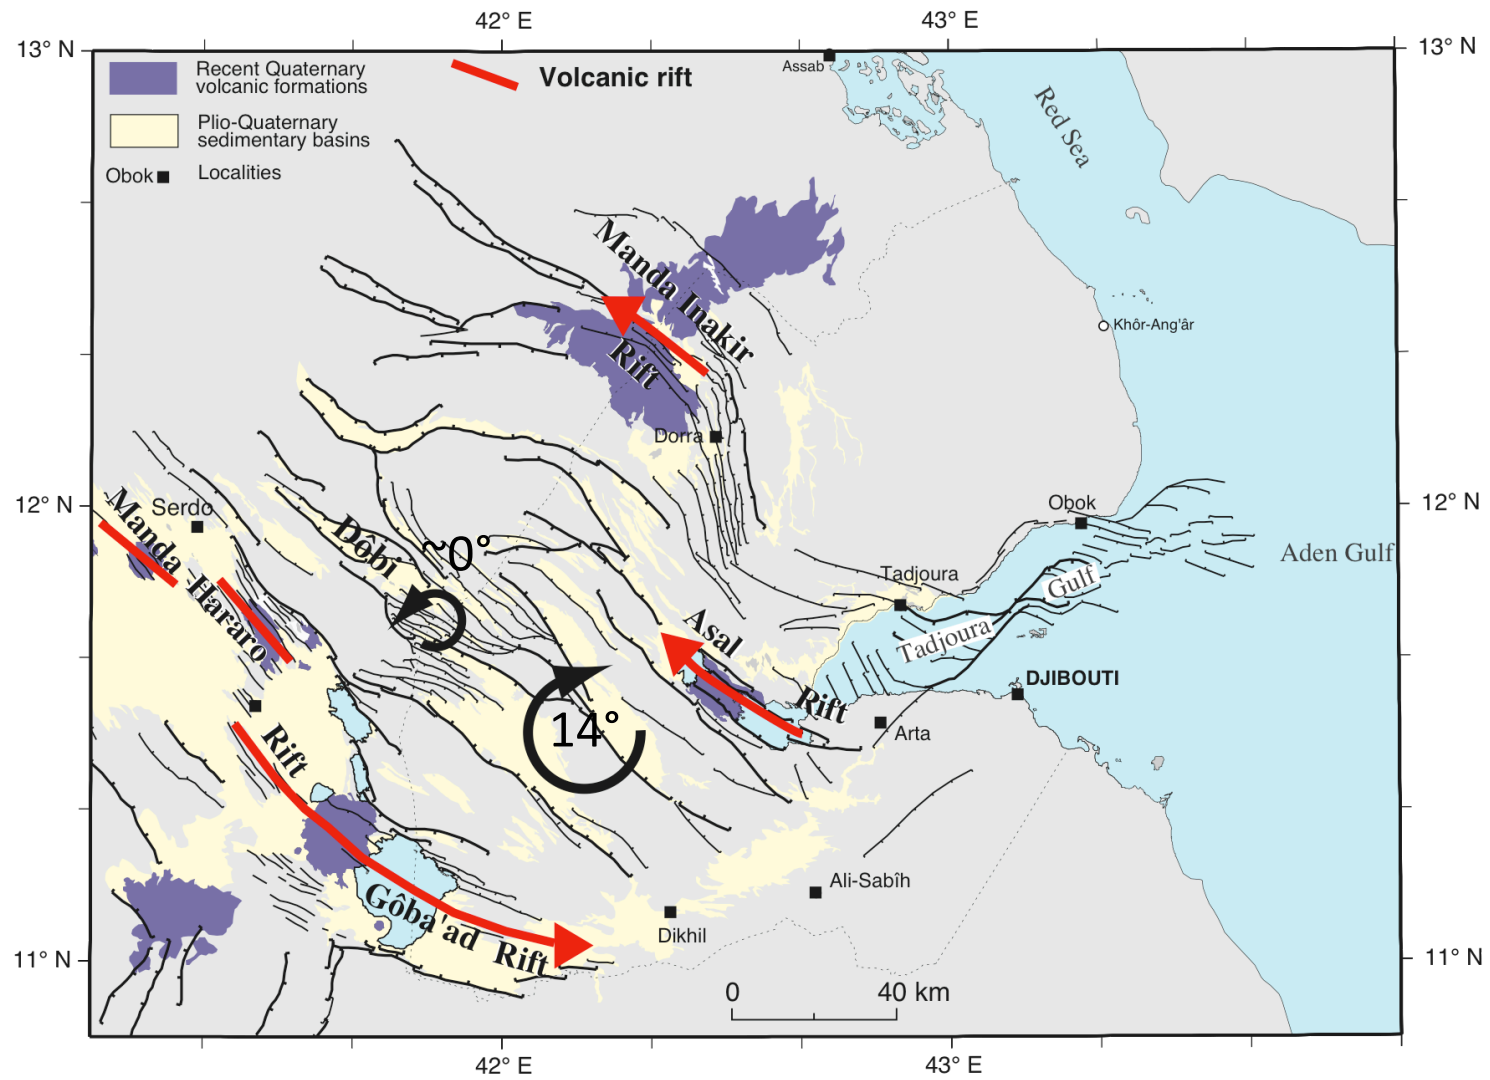 42° E
43° E
13° N
13° N
Recent Quaternary
volcanic formations
Volcanic rift
Plio-Quaternary
sedimentary basins
Obok
Localities
Assab
Red Sea
Manda Inakir
Rift
Khôr-Ang'âr
Dorra
12° N
12° N
Serdo
Obok
Manda Hararo
Rift
Dôbi
~0°
Aden Gulf
Tadjoura
Gulf
Tadjoura
Asal
Rift
DJIBOUTI
14°
Arta
Ali-Sabîh
Gôba'ad Rift
Dikhil
11° N
11° N
0
40 km
42° E
43° E